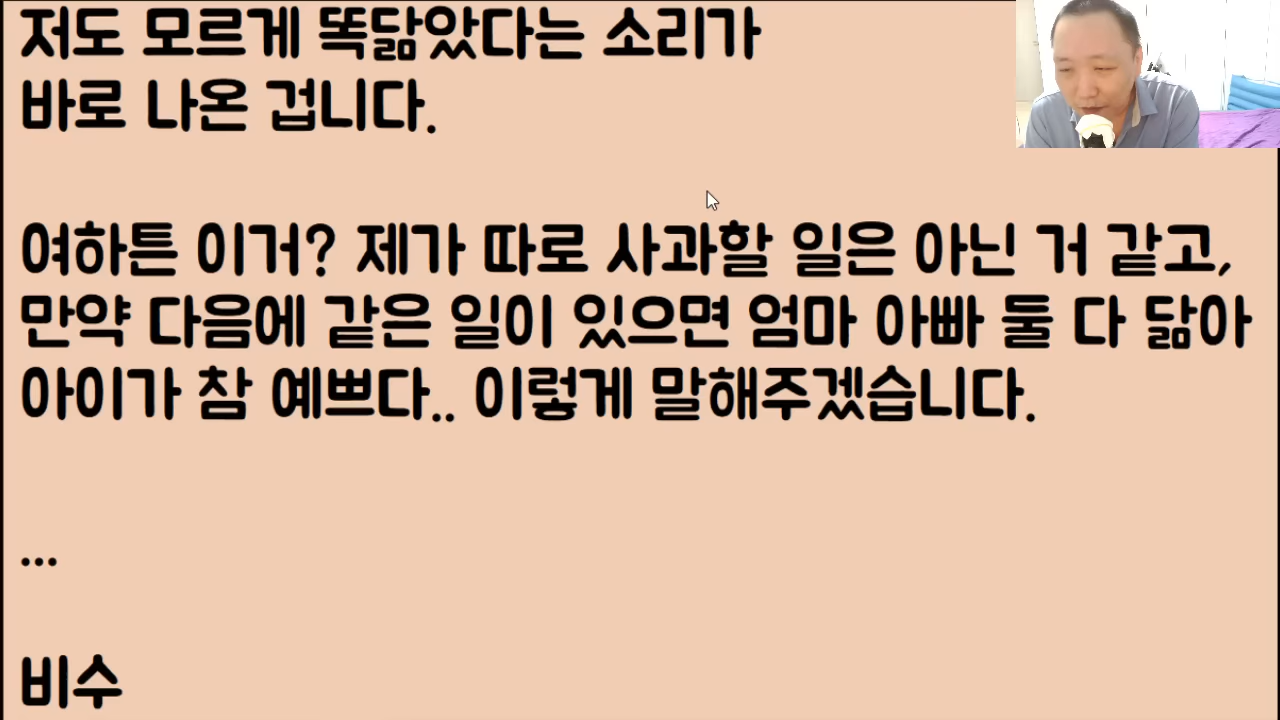 저도 모르게 똑닮았다는 소리가
바로 나온 겁니다.
여하튼 이거? 제가 따로 사과할 일은 아닌 거 같고,
만약 다음에 같은 일이 있으면 엄마 아빠 둘 다 닮아
아이가 참 예쁘다.. 이렇게 말해주겠습니다.
...
비수